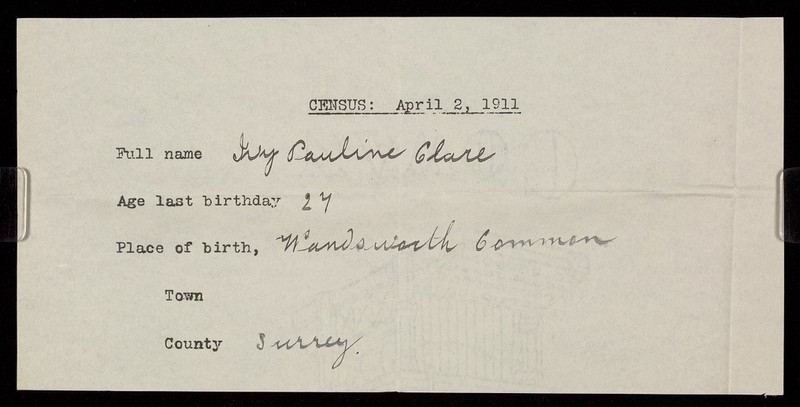 CENSUS: April 2, 1911
Full name Ivy Pauline Clare
Age last birthday 27
Place of birth, Wandsworth Common
Town
County Surrey.